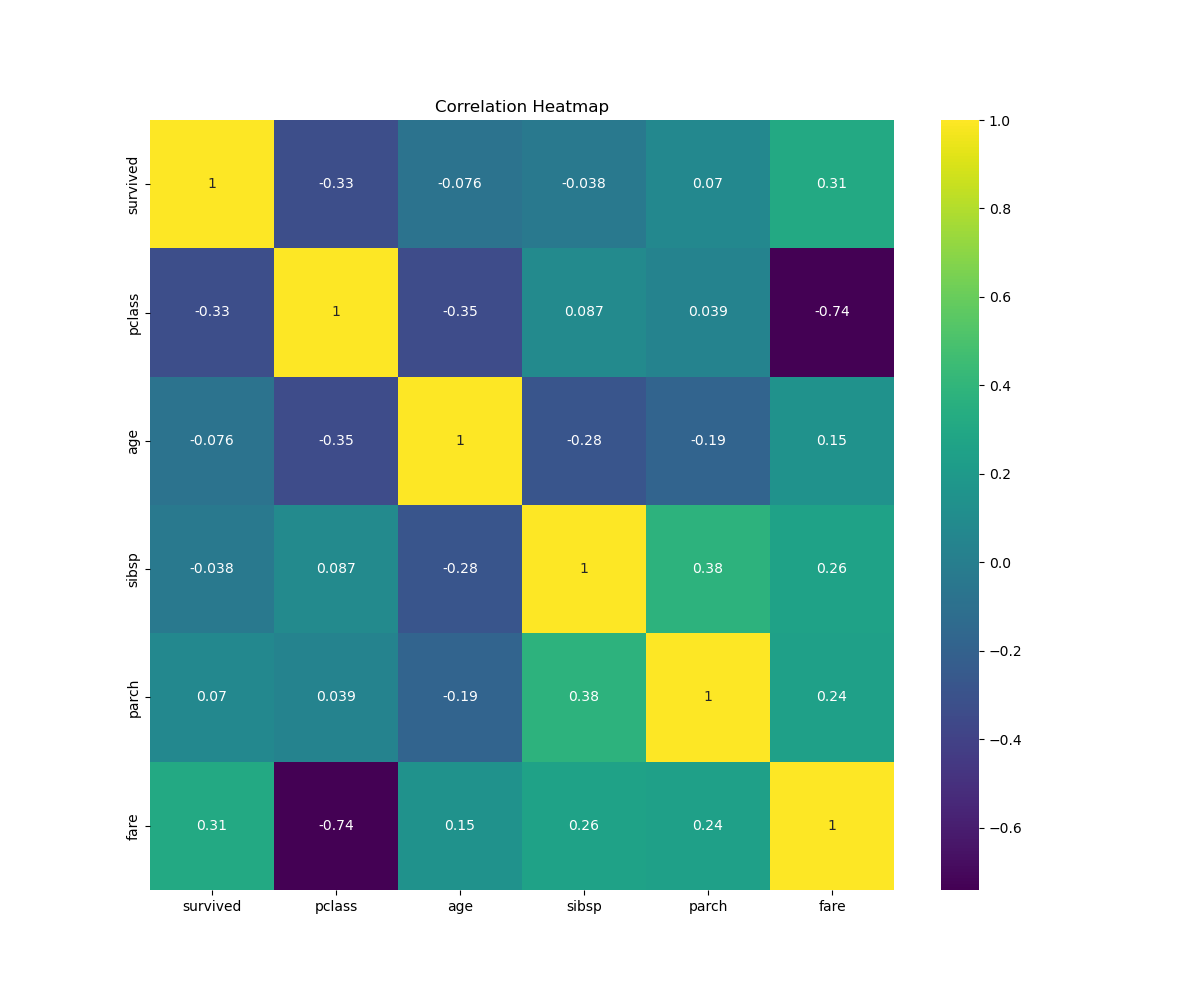 Correlation Heatmap
survived 1 -0.33 -0.076 -0.038 0.07 0.31
pclass -0.33 1 -0.35 0.087 0.039 -0.74
age -0.076 -0.35 1 -0.28 -0.19 0.15
sibsp -0.038 0.087 -0.28 1 0.38 0.26
parch 0.07 0.039 -0.19 0.38 1 0.24
fare 0.31 -0.74 0.15 0.26 0.24 1
survived pclass age sibsp parch fare
1.0
0.8
0.6
0.4
0.2
0.0
−0.2
−0.4
−0.6